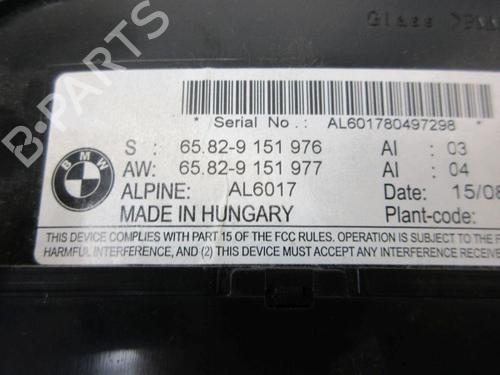 Glass
* Serial No.: AL601780497298 *
S : 65.82-9 151 976 AI : 03
AW: 65.82-9 151 977 AI : 04
BMW
ALPINE: AL6017 Date: 15/08
MADE IN HUNGARY Plant-code:
THIS DEVICE COMPLIES WITH PART 15 OF THE FCC RULES. OPERATION IS SUBJECT TO THE
HARMFUL INTERFERENCE, AND (2) THIS DEVICE MUST ACCEPT ANY INTERFERENCE RECEIVED
B-PARTS